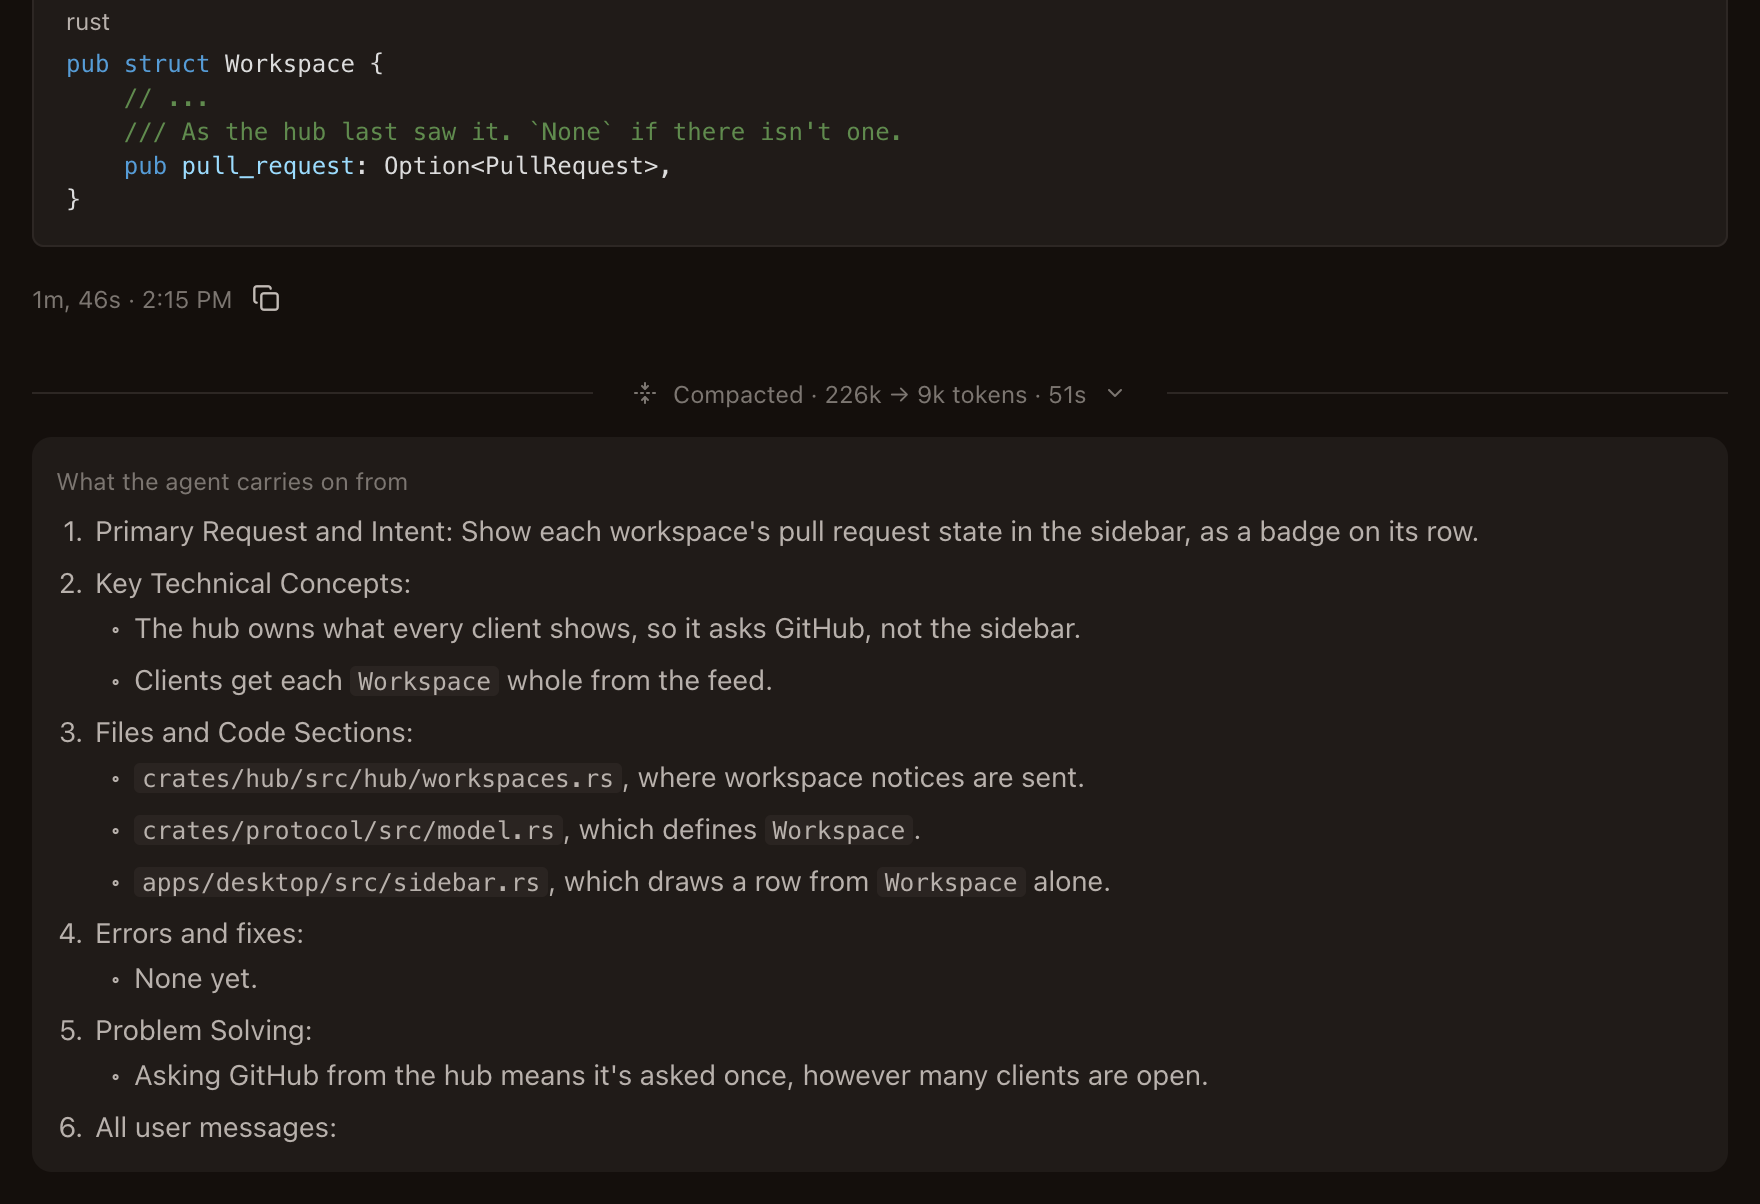 rust
pub struct Workspace {
    // ...
    /// As the hub last saw it. `None` if there isn't one.
    pub pull_request: Option<PullRequest>,
}
1m, 46s · 2:15 PM
Compacted · 226k → 9k tokens · 51s
What the agent carries on from
1. Primary Request and Intent: Show each workspace's pull request state in the sidebar, as a badge on its row.
2. Key Technical Concepts:
◦ The hub owns what every client shows, so it asks GitHub, not the sidebar.
◦ Clients get each Workspace whole from the feed.
3. Files and Code Sections:
◦ crates/hub/src/hub/workspaces.rs, where workspace notices are sent.
◦ crates/protocol/src/model.rs, which defines Workspace.
◦ apps/desktop/src/sidebar.rs, which draws a row from Workspace alone.
4. Errors and fixes:
◦ None yet.
5. Problem Solving:
◦ Asking GitHub from the hub means it's asked once, however many clients are open.
6. All user messages: